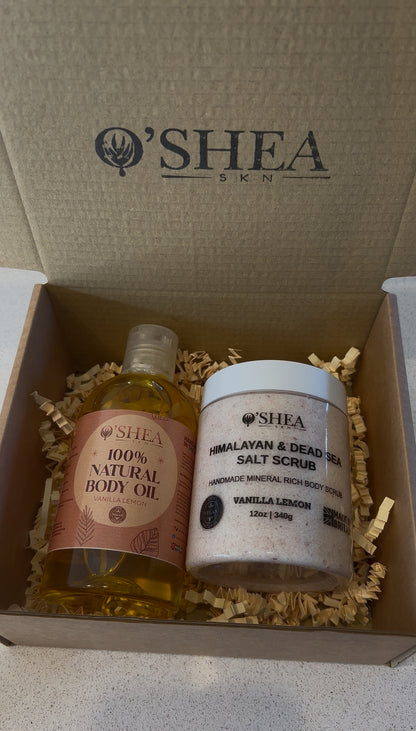 O'SHEA
SKN
O'SHEA
100%
NATURAL
BODY OIL
VANILLA LEMON
O'SHEA
HIMALAYAN & DEAD SEA
SALT SCRUB
HANDMADE MINERAL RICH BODY SCRUB
VANILLA LEMON
12oz | 340g